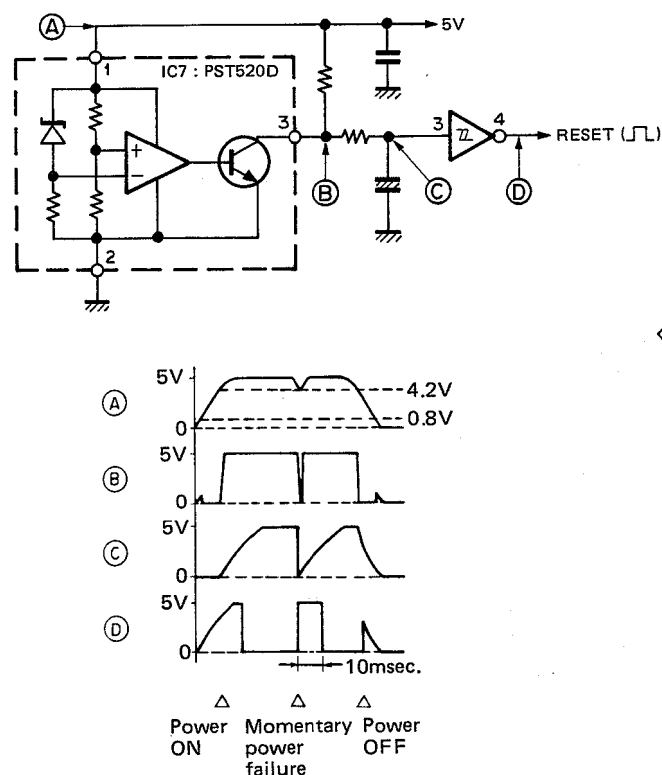 Ⓐ
5V
1
IC7 : PST520D
3
3
4
RESET (⎍)
+
−
Ⓑ
Ⓒ
Ⓓ
2
Ⓐ
5V
4.2V
0.8V
0
Ⓑ
5V
0
Ⓒ
5V
0
Ⓓ
5V
0
10msec.
△ △ △
Power ON
Momentary power failure
Power OFF